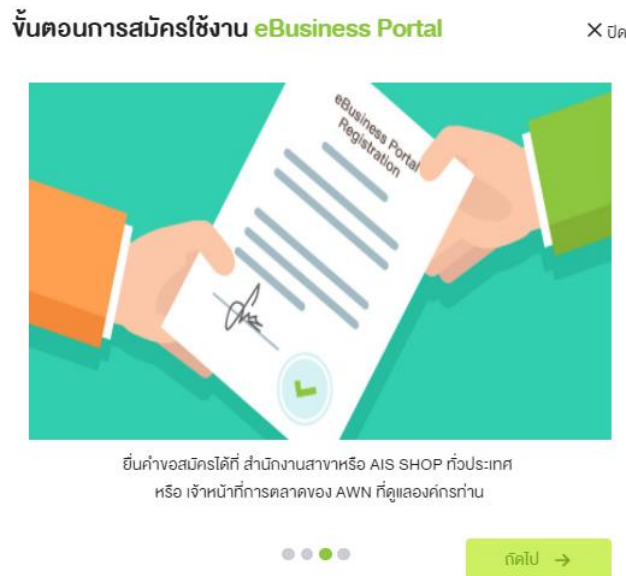 ขั้นตอนการสมัครใช้งาน eBusiness Portal
ปิด
eBusiness Portal
Registration
ยื่นคำขอสมัครได้ที่ สำนักงานสาขาหรือ AIS SHOP ทั่วประเทศ
หรือ เจ้าหน้าที่การตลาดของ AWN ที่ดูแลองค์กรท่าน
ถัดไป →